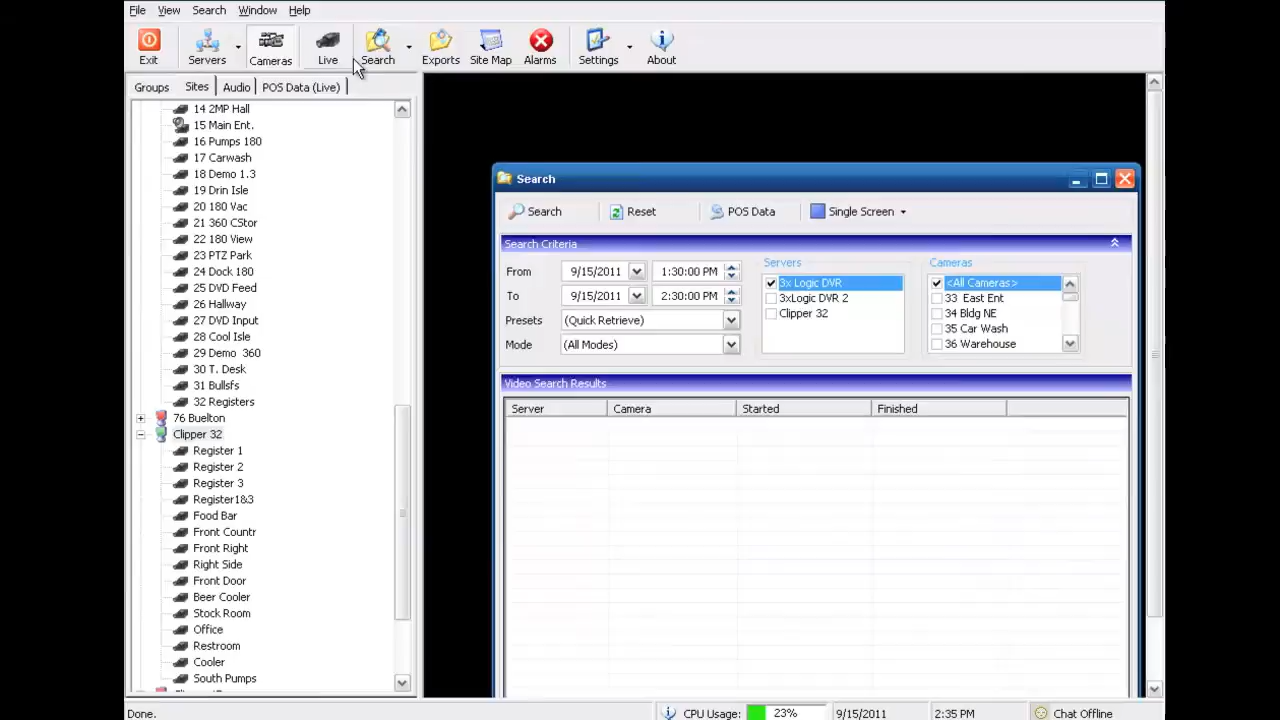 File View Search Window Help
Exit Servers Cameras Live Search Exports Site Map Alarms Settings About
Groups Sites Audio POS Data (Live)
14 2MP Hall
15 Main Ent.
16 Pumps 180
17 Carwash
18 Demo 1.3
19 Drin Isle
20 180 Vac
21 360 CStor
22 180 View
23 PTZ Park
24 Dock 180
25 DVD Feed
26 Hallway
27 DVD Input
28 Cool Isle
29 Demo 360
30 T. Desk
31 Bullsfs
32 Registers
76 Buelton
Clipper 32
Register 1
Register 2
Register 3
Register1&3
Food Bar
Front Countr
Front Right
Right Side
Front Door
Beer Cooler
Stock Room
Office
Restroom
Cooler
South Pumps
Search
Search Reset POS Data Single Screen
Search Criteria
From 9/15/2011 1:30:00 PM
To 9/15/2011 2:30:00 PM
Presets (Quick Retrieve)
Mode (All Modes)
Servers
3x Logic DVR
3xLogic DVR 2
Clipper 32
Cameras
<All Cameras>
33 East Ent
34 Bldg NE
35 Car Wash
36 Warehouse
Video Search Results
Server Camera Started Finished
Done. CPU Usage: 23% 9/15/2011 2:35 PM Chat Offline